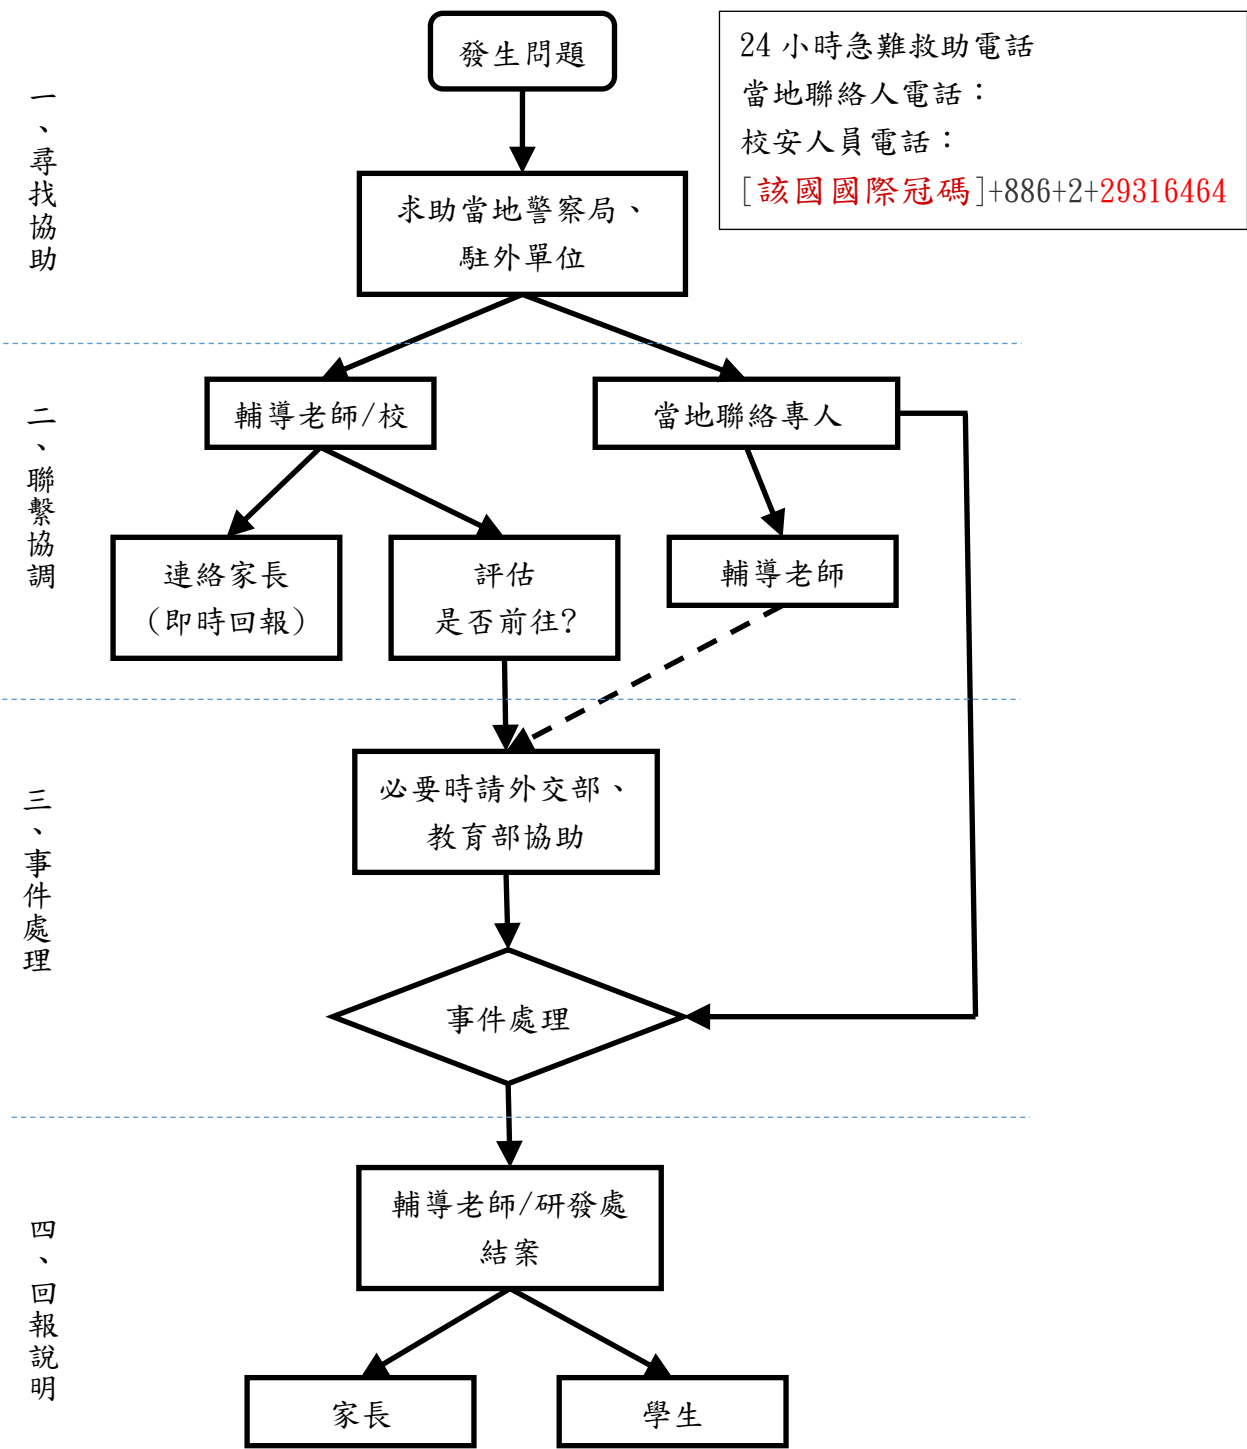 發生問題
24 小時急難救助電話
當地聯絡人電話：
校安人員電話：
[該國國際冠碼]+886+2+29316464
一、尋找協助
求助當地警察局、
駐外單位
二、聯繫協調
輔導老師/校
當地聯絡專人
連絡家長
(即時回報)
評估
是否前往?
輔導老師
三、事件處理
必要時請外交部、
教育部協助
事件處理
四、回報說明
輔導老師/研發處
結案
家長
學生